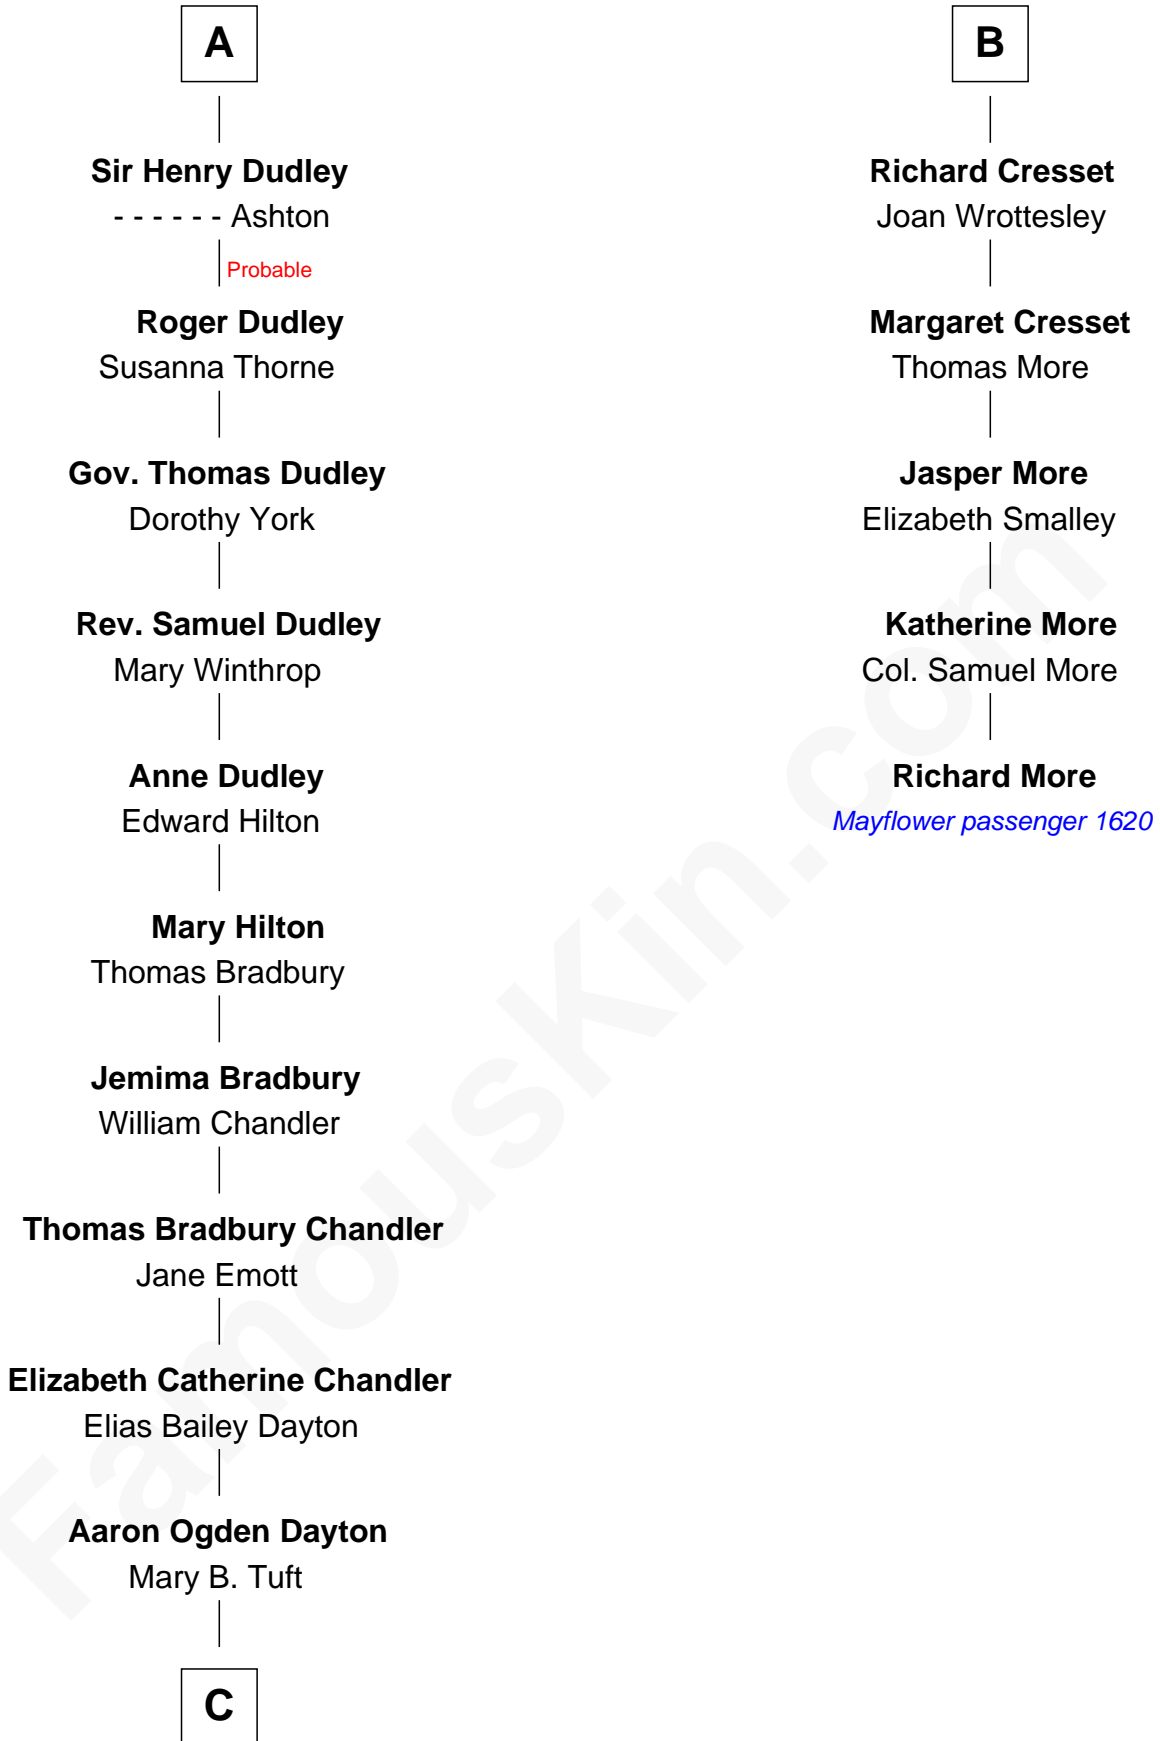 A
Sir Henry Dudley
- - - - - - Ashton
Probable
Roger Dudley
Susanna Thorne
Gov. Thomas Dudley
Dorothy York
Rev. Samuel Dudley
Mary Winthrop
Anne Dudley
Edward Hilton
Mary Hilton
Thomas Bradbury
Jemima Bradbury
William Chandler
Thomas Bradbury Chandler
Jane Emott
Elizabeth Catherine Chandler
Elias Bailey Dayton
Aaron Ogden Dayton
Mary B. Tuft
C
B
Richard Cresset
Joan Wrottesley
Margaret Cresset
Thomas More
Jasper More
Elizabeth Smalley
Katherine More
Col. Samuel More
Richard More
Mayflower passenger 1620
FamousKin.com